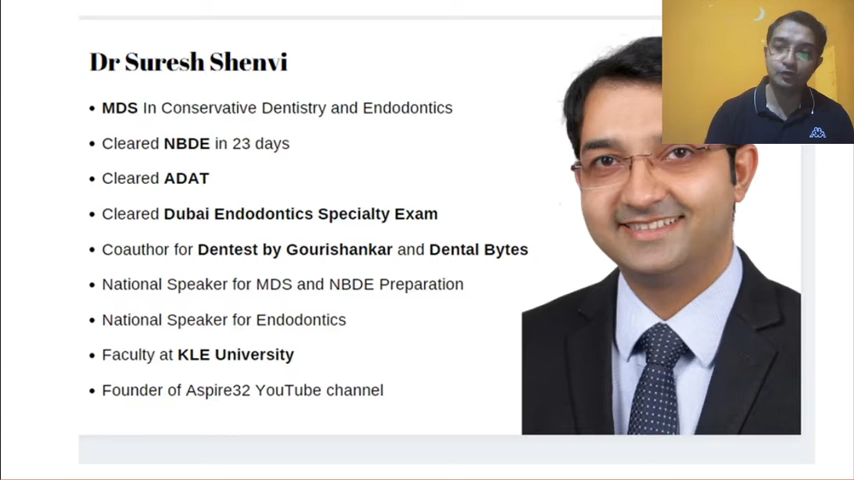 Dr Suresh Shenvi
• MDS In Conservative Dentistry and Endodontics
• Cleared NBDE in 23 days
• Cleared ADAT
• Cleared Dubai Endodontics Specialty Exam
• Coauthor for Dentest by Gourishankar and Dental Bytes
• National Speaker for MDS and NBDE Preparation
• National Speaker for Endodontics
• Faculty at KLE University
• Founder of Aspire32 YouTube channel